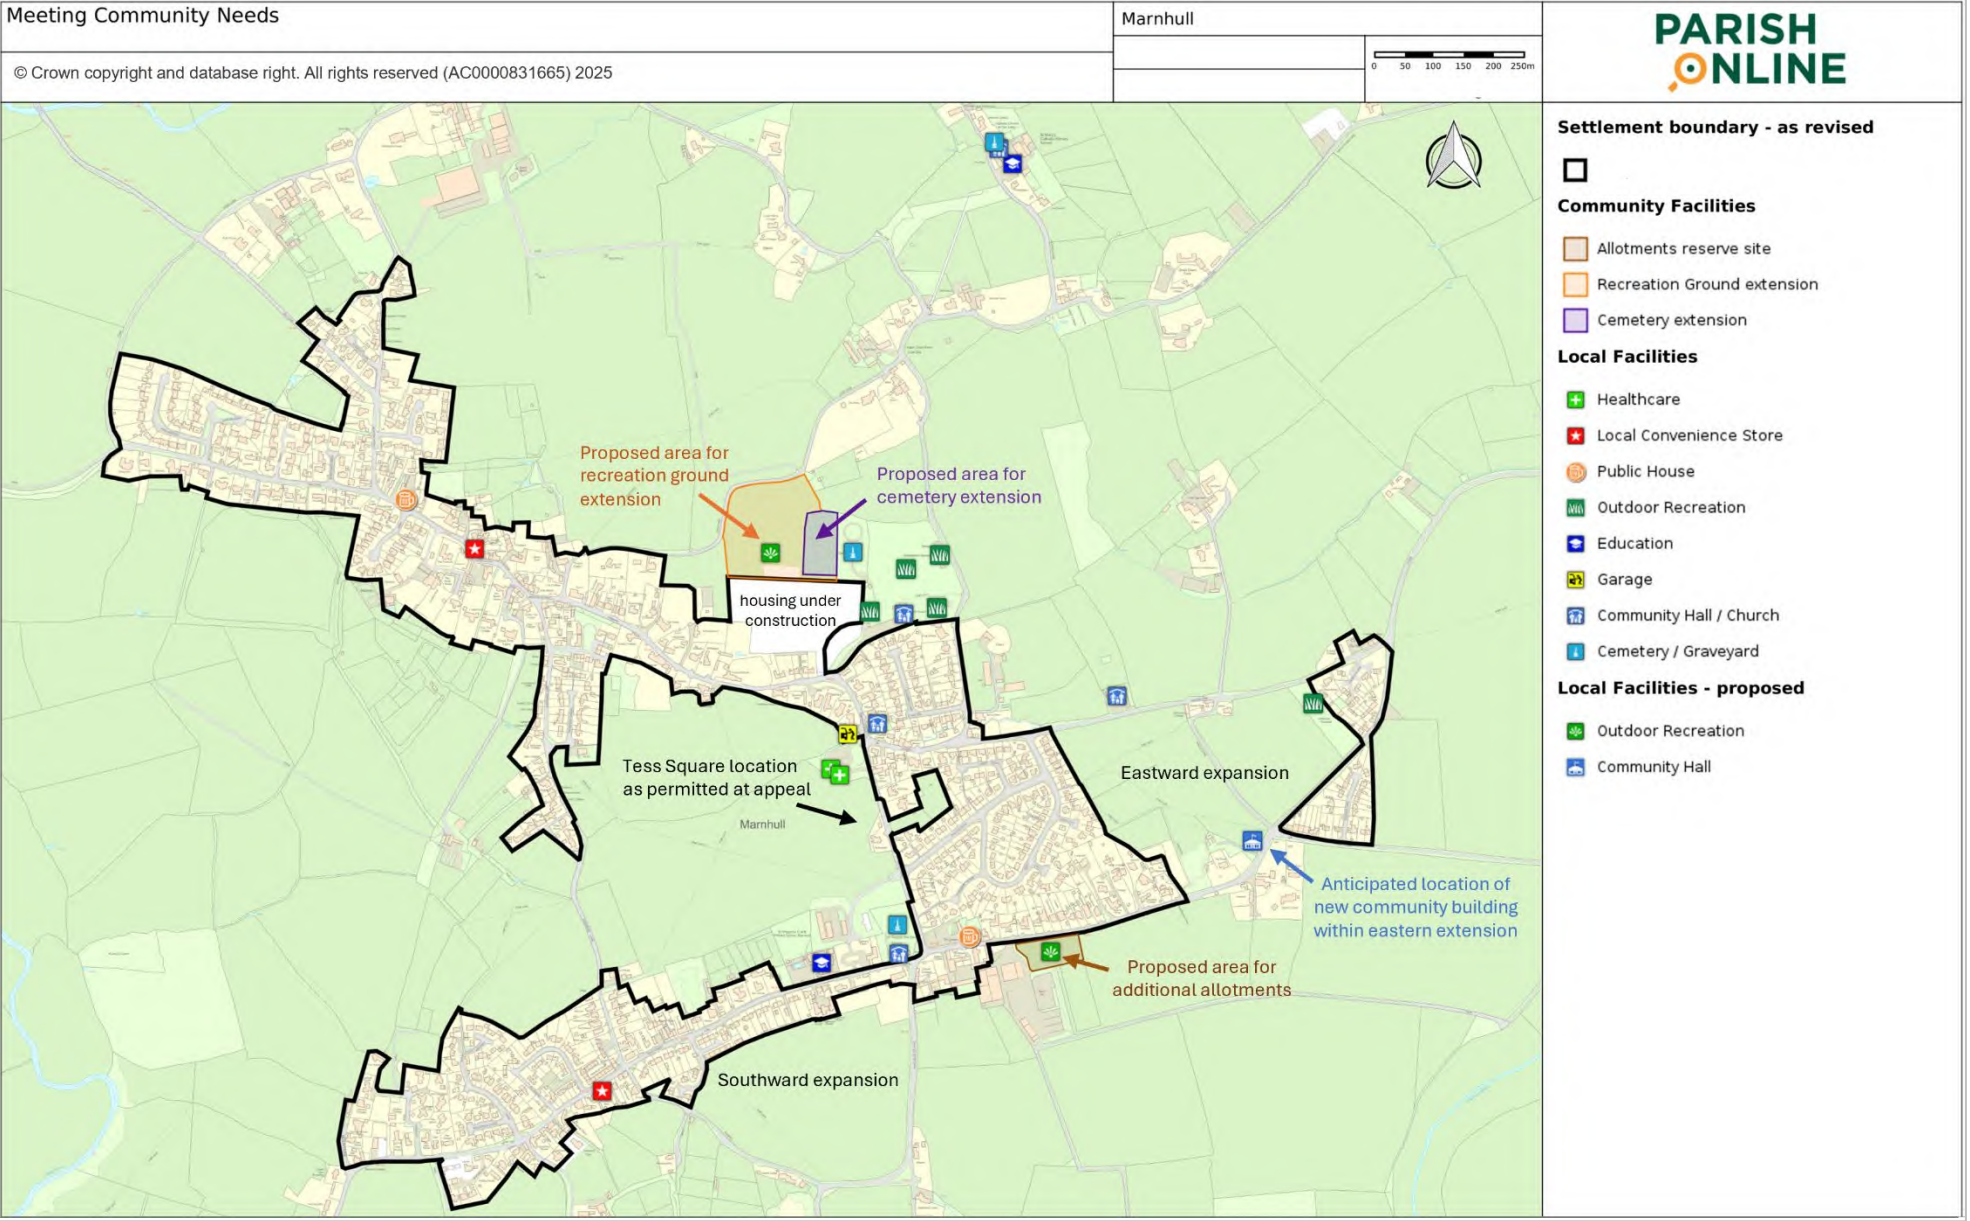 Meeting Community Needs
Marnhull
© Crown copyright and database right. All rights reserved (AC0000831665) 2025
0 50 100 150 200 250m
PARISH
ONLINE
Settlement boundary - as revised
Community Facilities
Allotments reserve site
Recreation Ground extension
Cemetery extension
Local Facilities
Healthcare
Local Convenience Store
Public House
Outdoor Recreation
Education
Garage
Community Hall / Church
Cemetery / Graveyard
Local Facilities - proposed
Outdoor Recreation
Community Hall
Proposed area for
recreation ground
extension
Proposed area for
cemetery extension
housing under
construction
Tess Square location
as permitted at appeal
Marnhull
Eastward expansion
Anticipated location of
new community building
within eastern extension
Proposed area for
additional allotments
Southward expansion